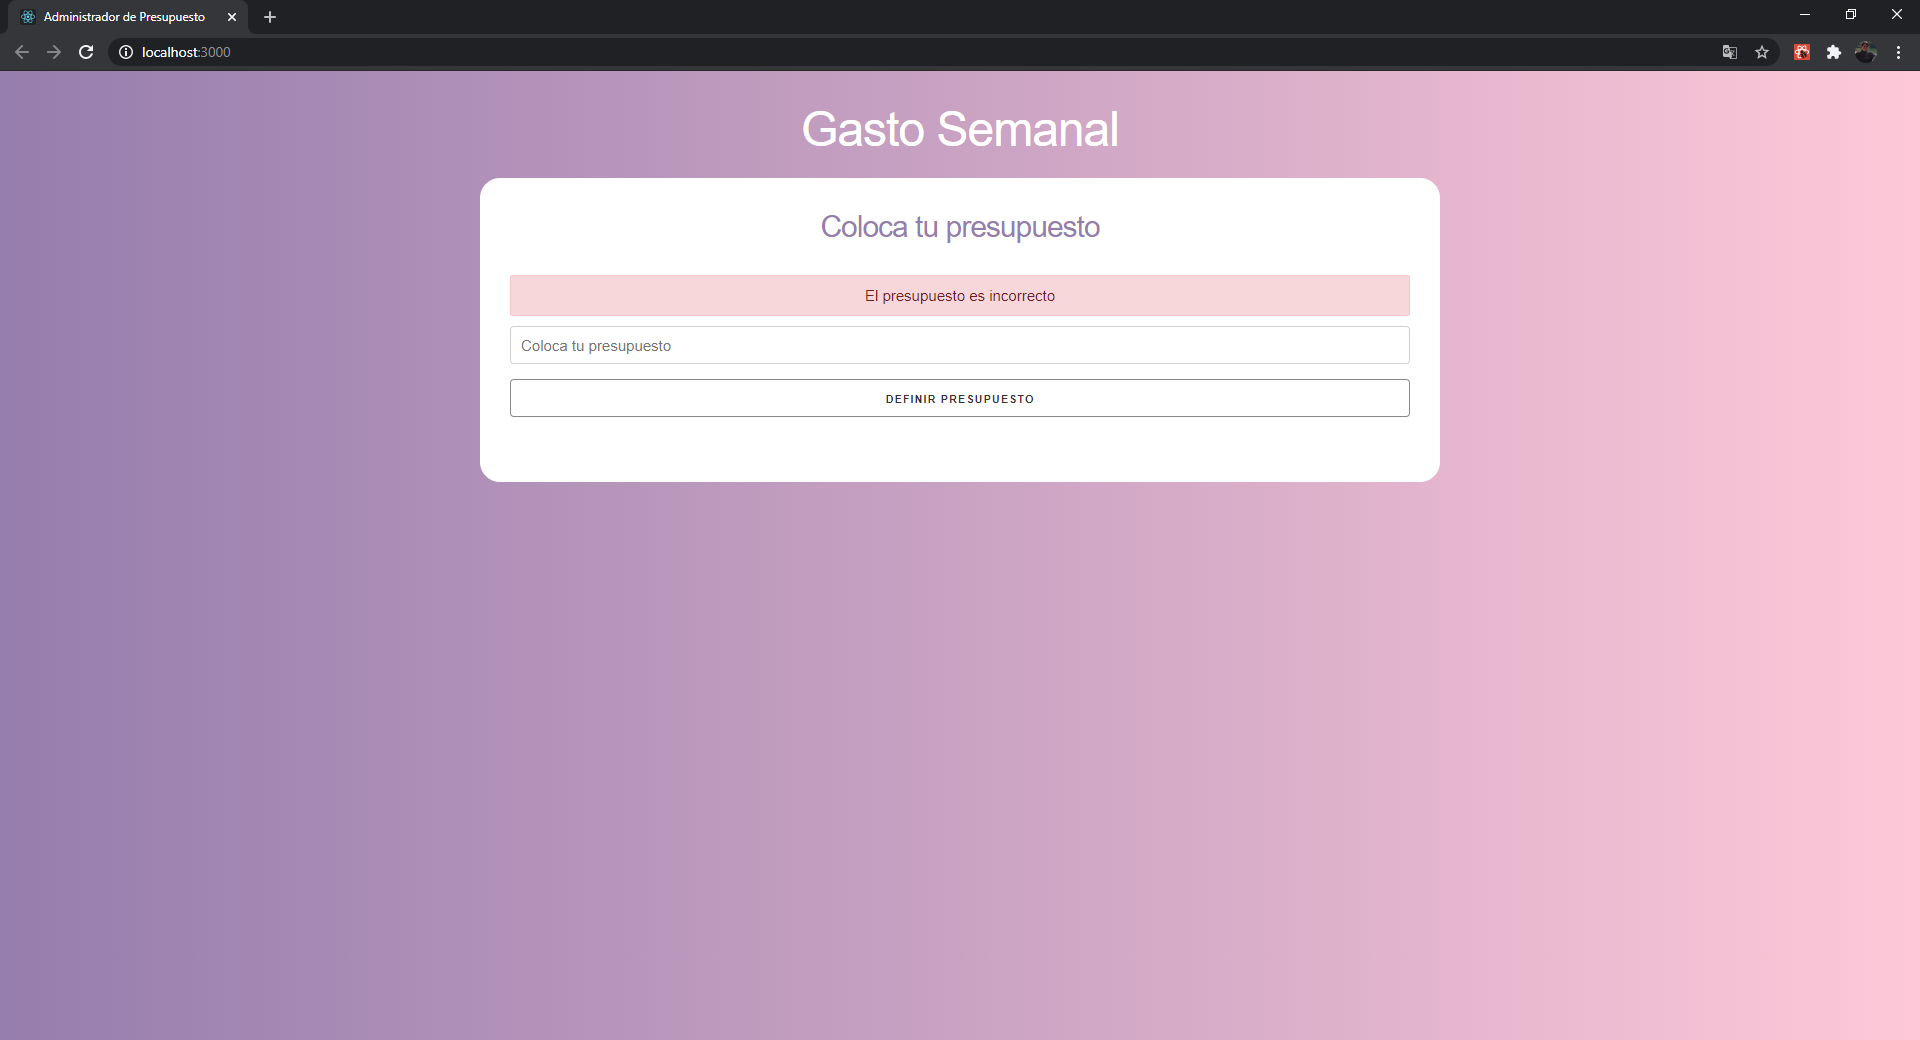 Administrador de Presupuesto
localhost:3000
Gasto Semanal
Coloca tu presupuesto
El presupuesto es incorrecto
Coloca tu presupuesto
DEFINIR PRESUPUESTO